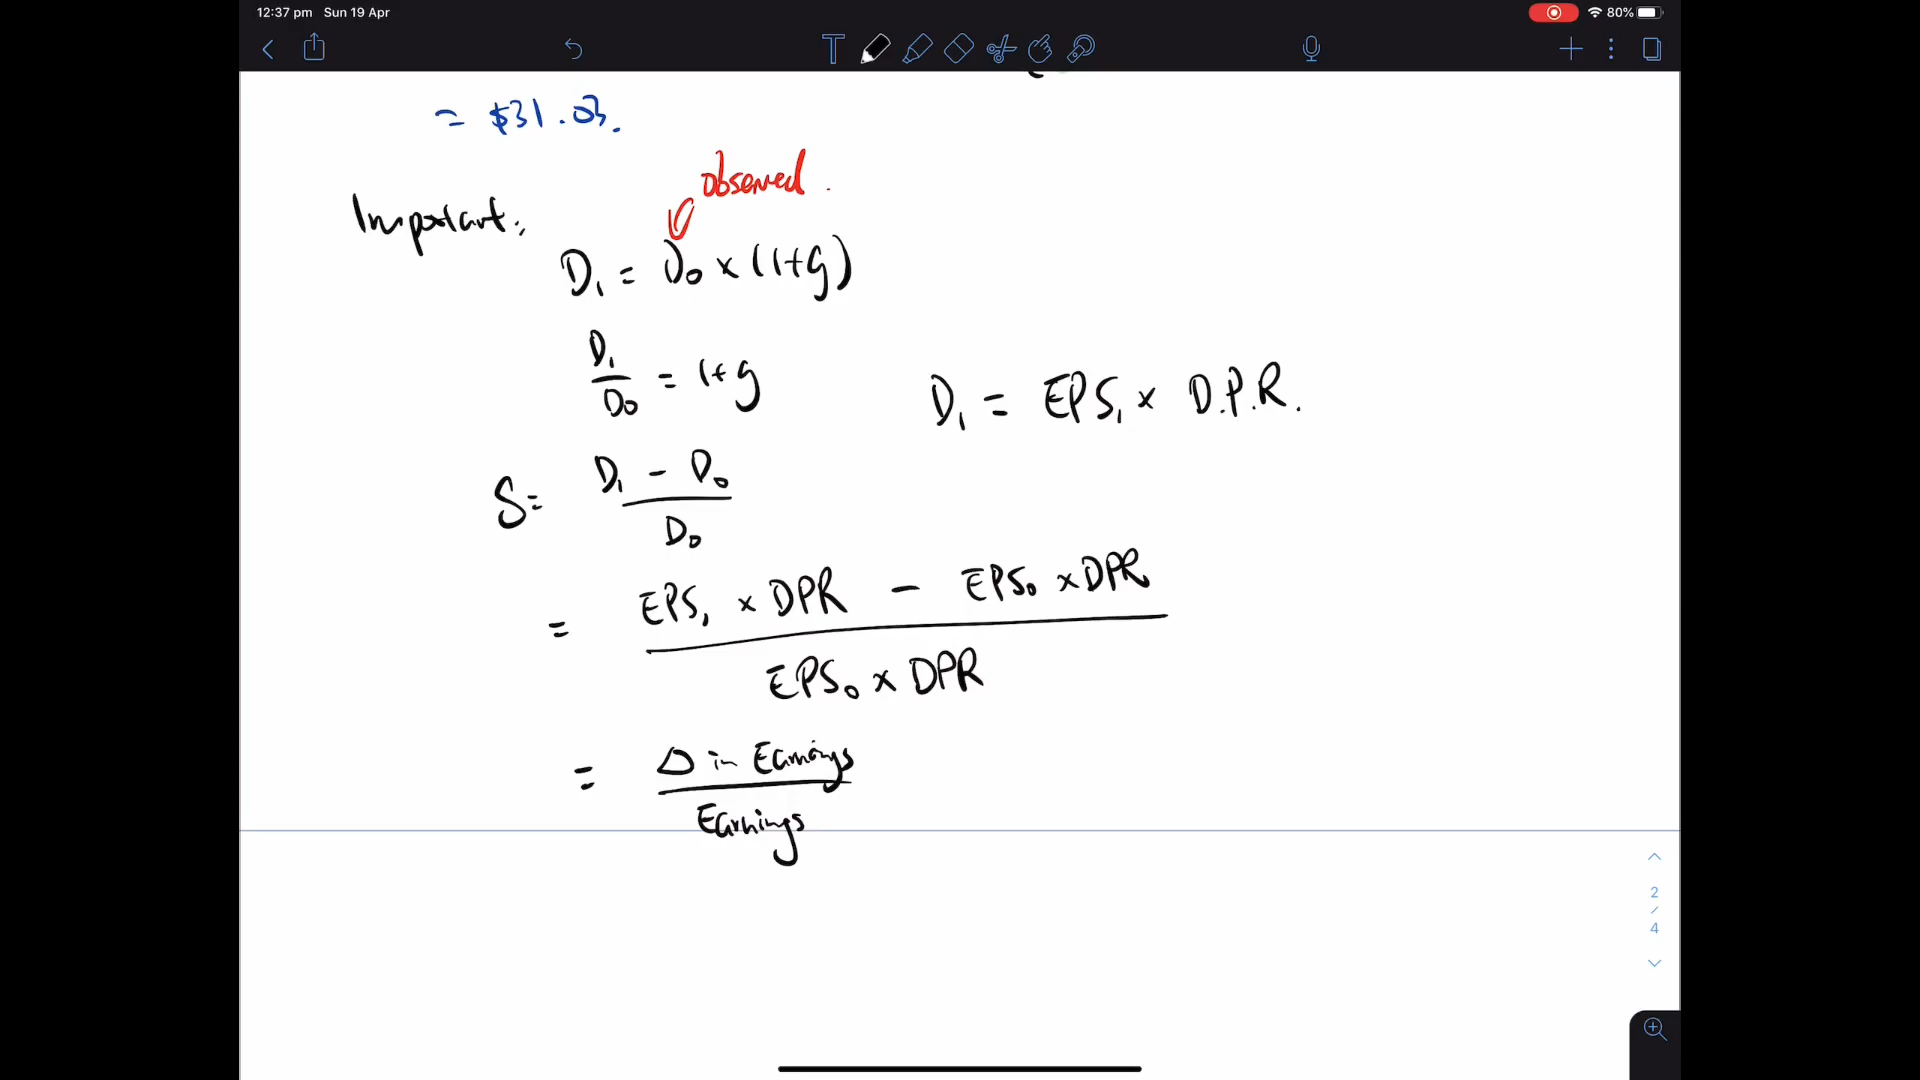 12:37 pm Sun 19 Apr
80%
= $31.03.
observed.
Important:
D₁ = D₀ × (1+g)
D₁/D₀ = 1+g
D₁ = EPS₁ × D.P.R.
g = (D₁ - D₀)/D₀
= (EPS₁ × DPR - EPS₀ × DPR)/(EPS₀ × DPR)
= Δ in Earnings
Earnings
2
/
4